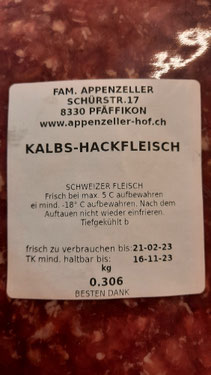 FAM. APPENZELLER
SCHÜRSTR.17
8330 PFÄFFIKON
www.appenzeller-hof.ch
KALBS-HACKFLEISCH
SCHWEIZER FLEISCH
Frisch bei max. 5 C aufbewahren
ei mind. -18° C aufbewahren. Nach dem
Auftauen nicht wieder einfrieren.
Tiefgekühlt b
frisch zu verbrauchen bis:21-02-23
TK mind. haltbar bis: 16-11-23
kg
0.306
BESTEN DANK